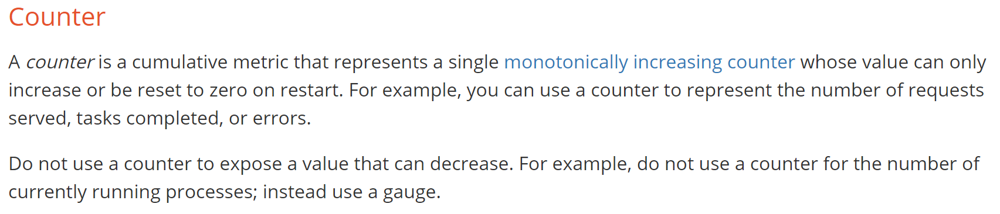 Counter
A counter is a cumulative metric that represents a single monotonically increasing counter whose value can only
increase or be reset to zero on restart. For example, you can use a counter to represent the number of requests
served, tasks completed, or errors.
Do not use a counter to expose a value that can decrease. For example, do not use a counter for the number of
currently running processes; instead use a gauge.